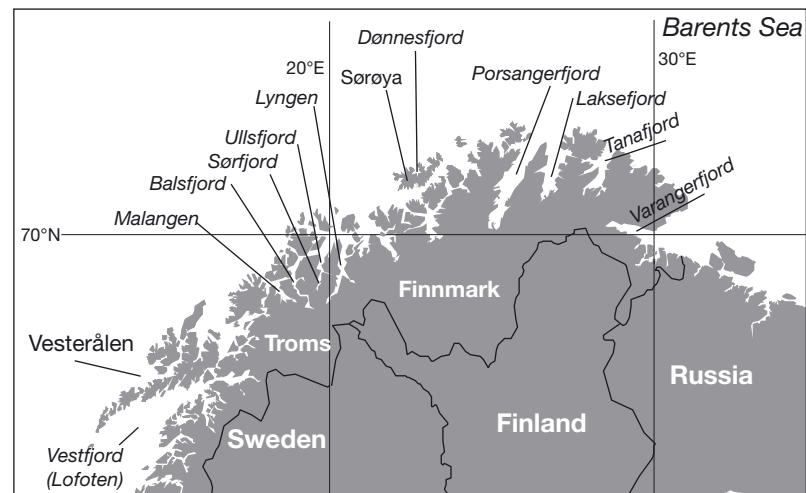 Barents Sea
Dønnesfjord
20°E
30°E
Sørøya
Porsangerfjord
Lyngen
Laksefjord
Ullsfjord
Tanafjord
Sørfjord
Balsfjord
Malangen
Varangerfjord
70°N
Finnmark
Vesterålen
Troms
Russia
Sweden
Finland
Vestfjord
(Lofoten)